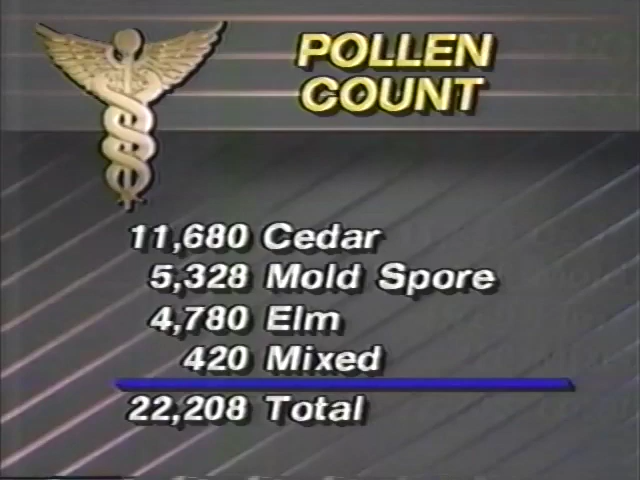 POLLEN
COUNT
11,680 Cedar
5,328 Mold Spore
4,780 Elm
420 Mixed
22,208 Total